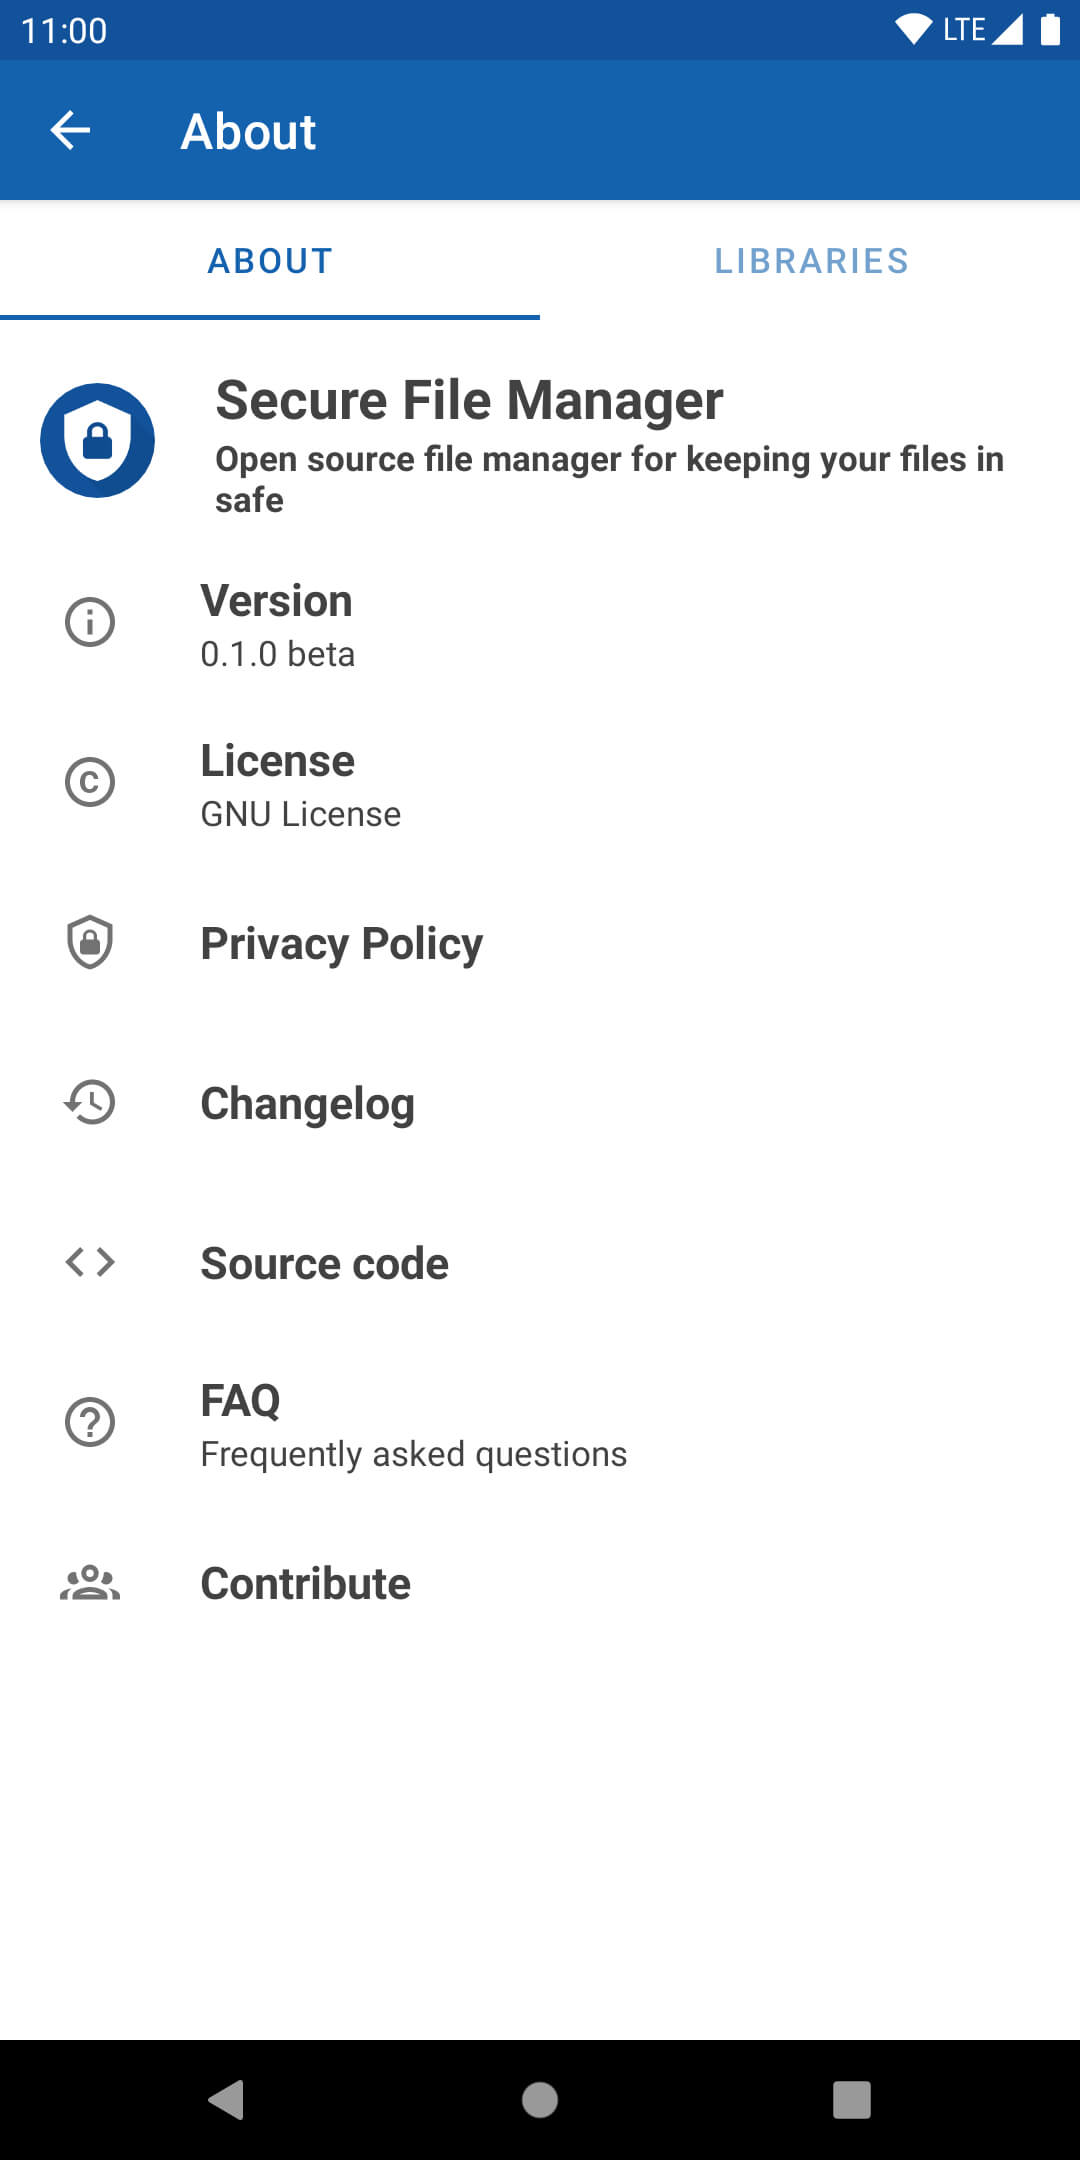 11:00
LTE
About
ABOUT
LIBRARIES
Secure File Manager
Open source file manager for keeping your files in
safe
Version
0.1.0 beta
License
GNU License
Privacy Policy
Changelog
Source code
FAQ
Frequently asked questions
Contribute